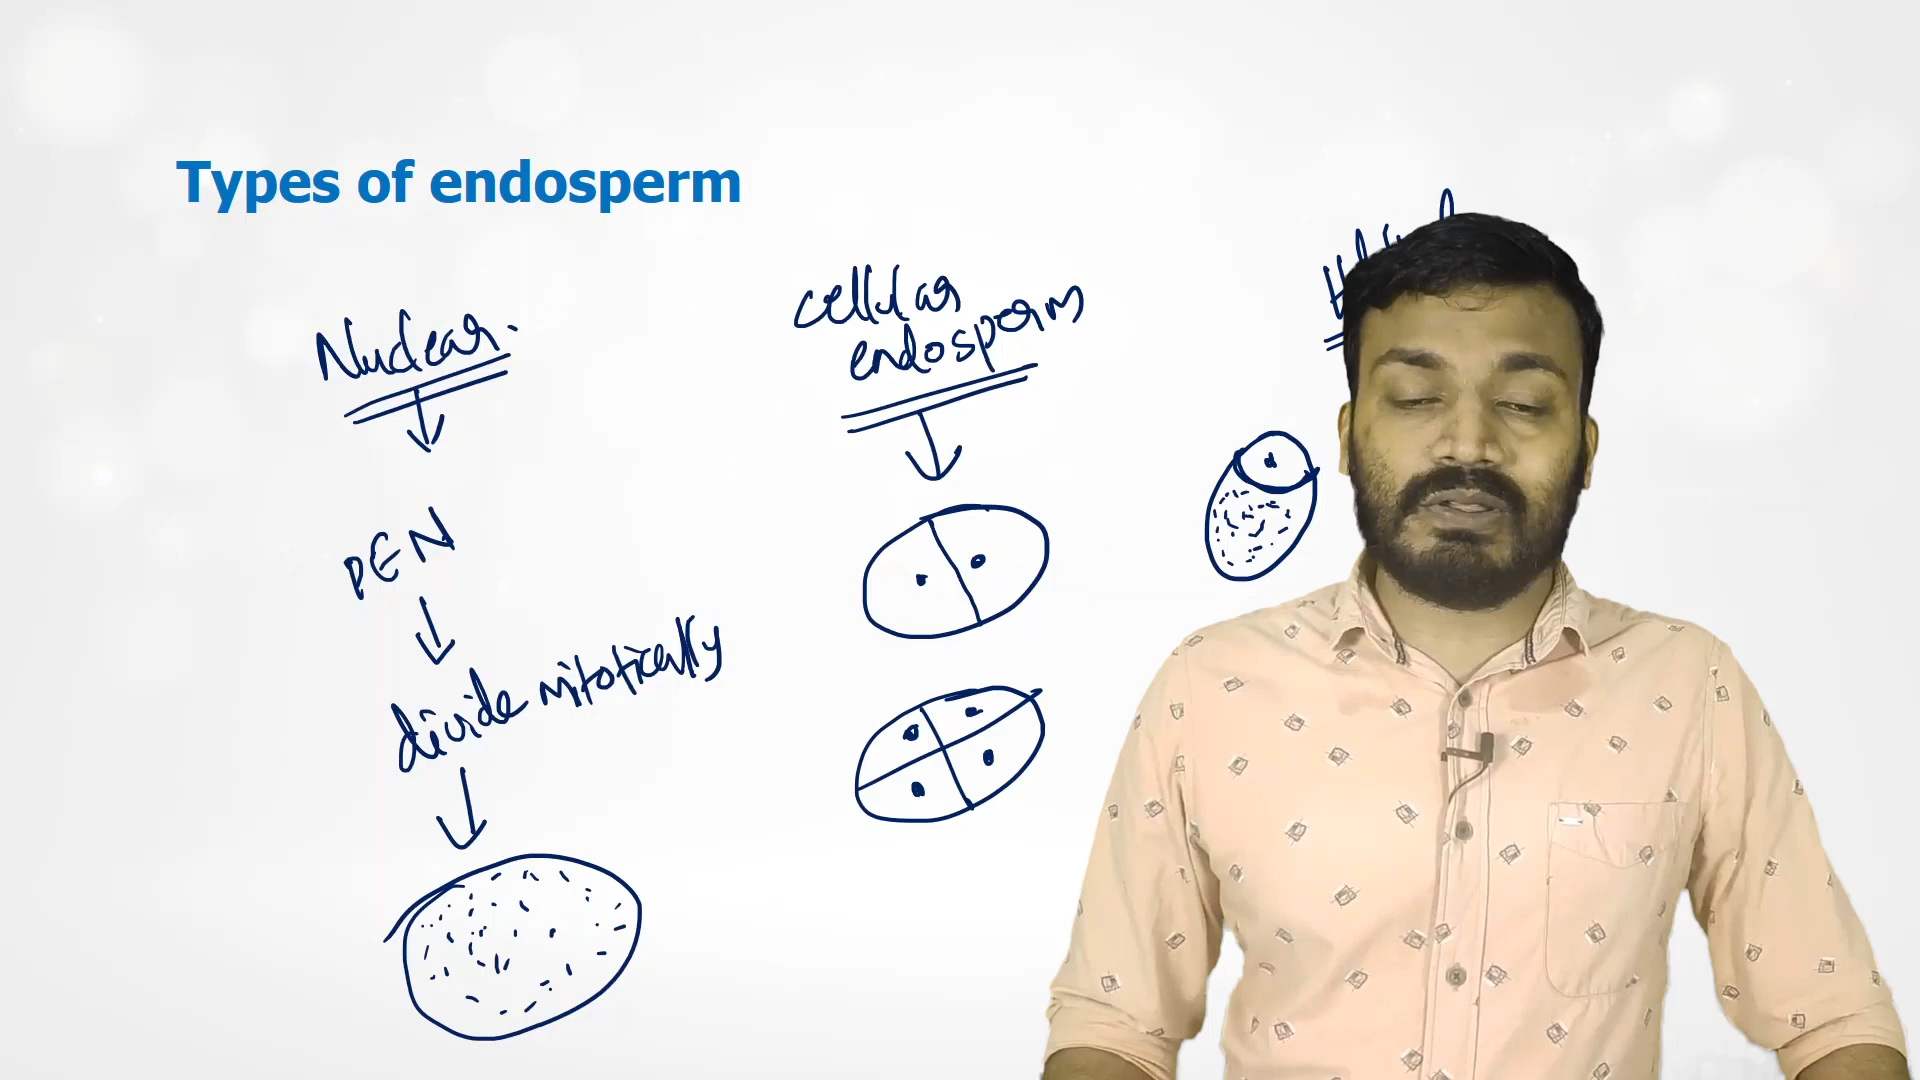 Types of endosperm
Nuclear.
PEN
divide mitotically
cellular
endosperm